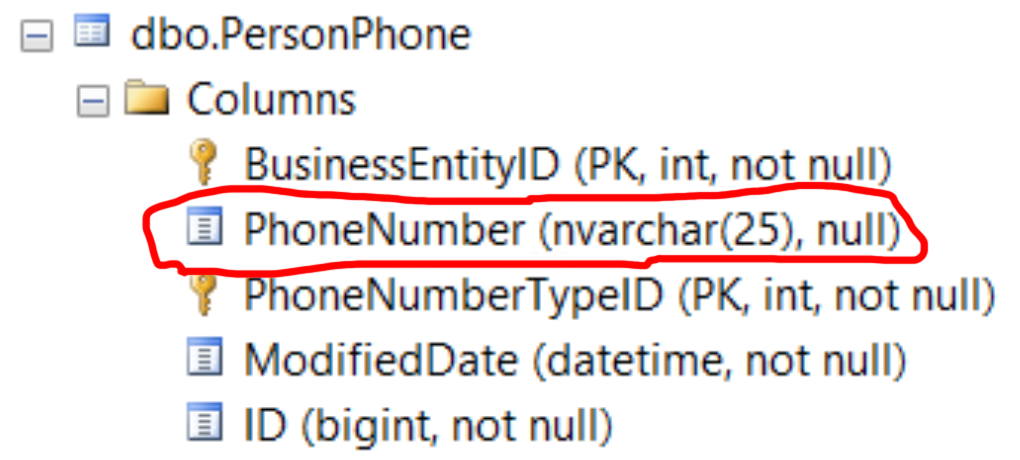 dbo.PersonPhone
Columns
BusinessEntityID (PK, int, not null)
PhoneNumber (nvarchar(25), null)
PhoneNumberTypeID (PK, int, not null)
ModifiedDate (datetime, not null)
ID (bigint, not null)